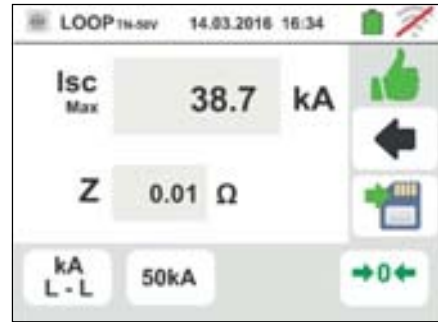 LOOP TN-50V 14.03.2016 16:34
Isc 38.7 kA
Max
Z 0.01 Ω
kA 50kA →0←
L - L